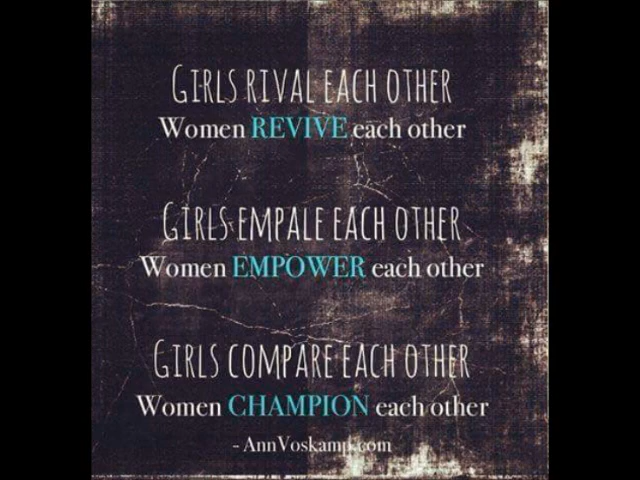 GIRLS RIVAL EACH OTHER
Women REVIVE each other
GIRLS EMPALE EACH OTHER
Women EMPOWER each other
GIRLS COMPARE EACH OTHER
Women CHAMPION each other
~ AnnVoskamp.com